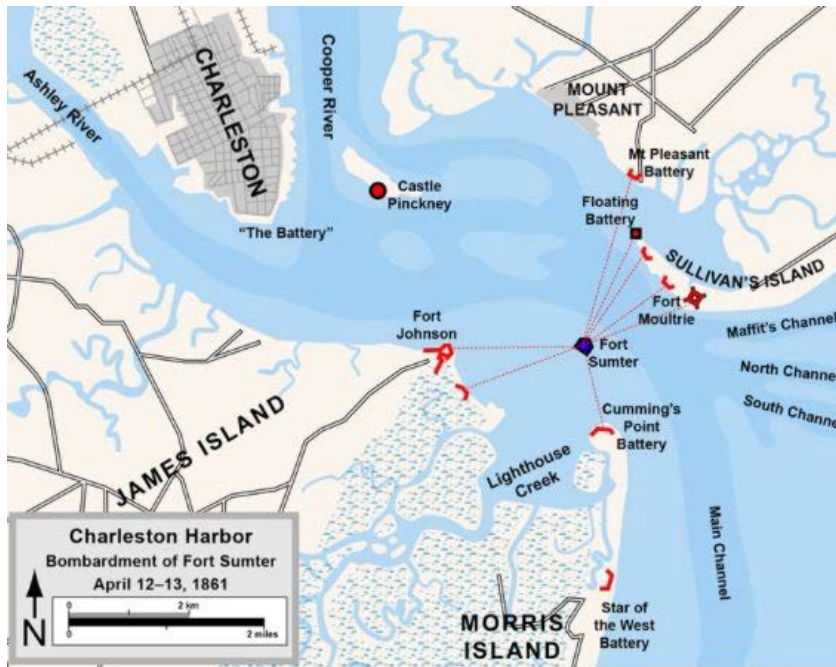 Ashley River
CHARLESTON
Cooper River
MOUNT
PLEASANT
Mt Pleasant
Battery
Castle
Pinckney
Floating
Battery
"The Battery"
SULLIVAN'S ISLAND
Fort
Moultrie
Fort
Johnson
Fort
Sumter
Maffit's Channel
North Channel
South Channel
Cumming's
Point
Battery
JAMES ISLAND
Lighthouse
Creek
Main Channel
Charleston Harbor
Bombardment of Fort Sumter
April 12–13, 1861
N
0 2 km
0 2 miles
MORRIS
ISLAND
Star of
the West
Battery